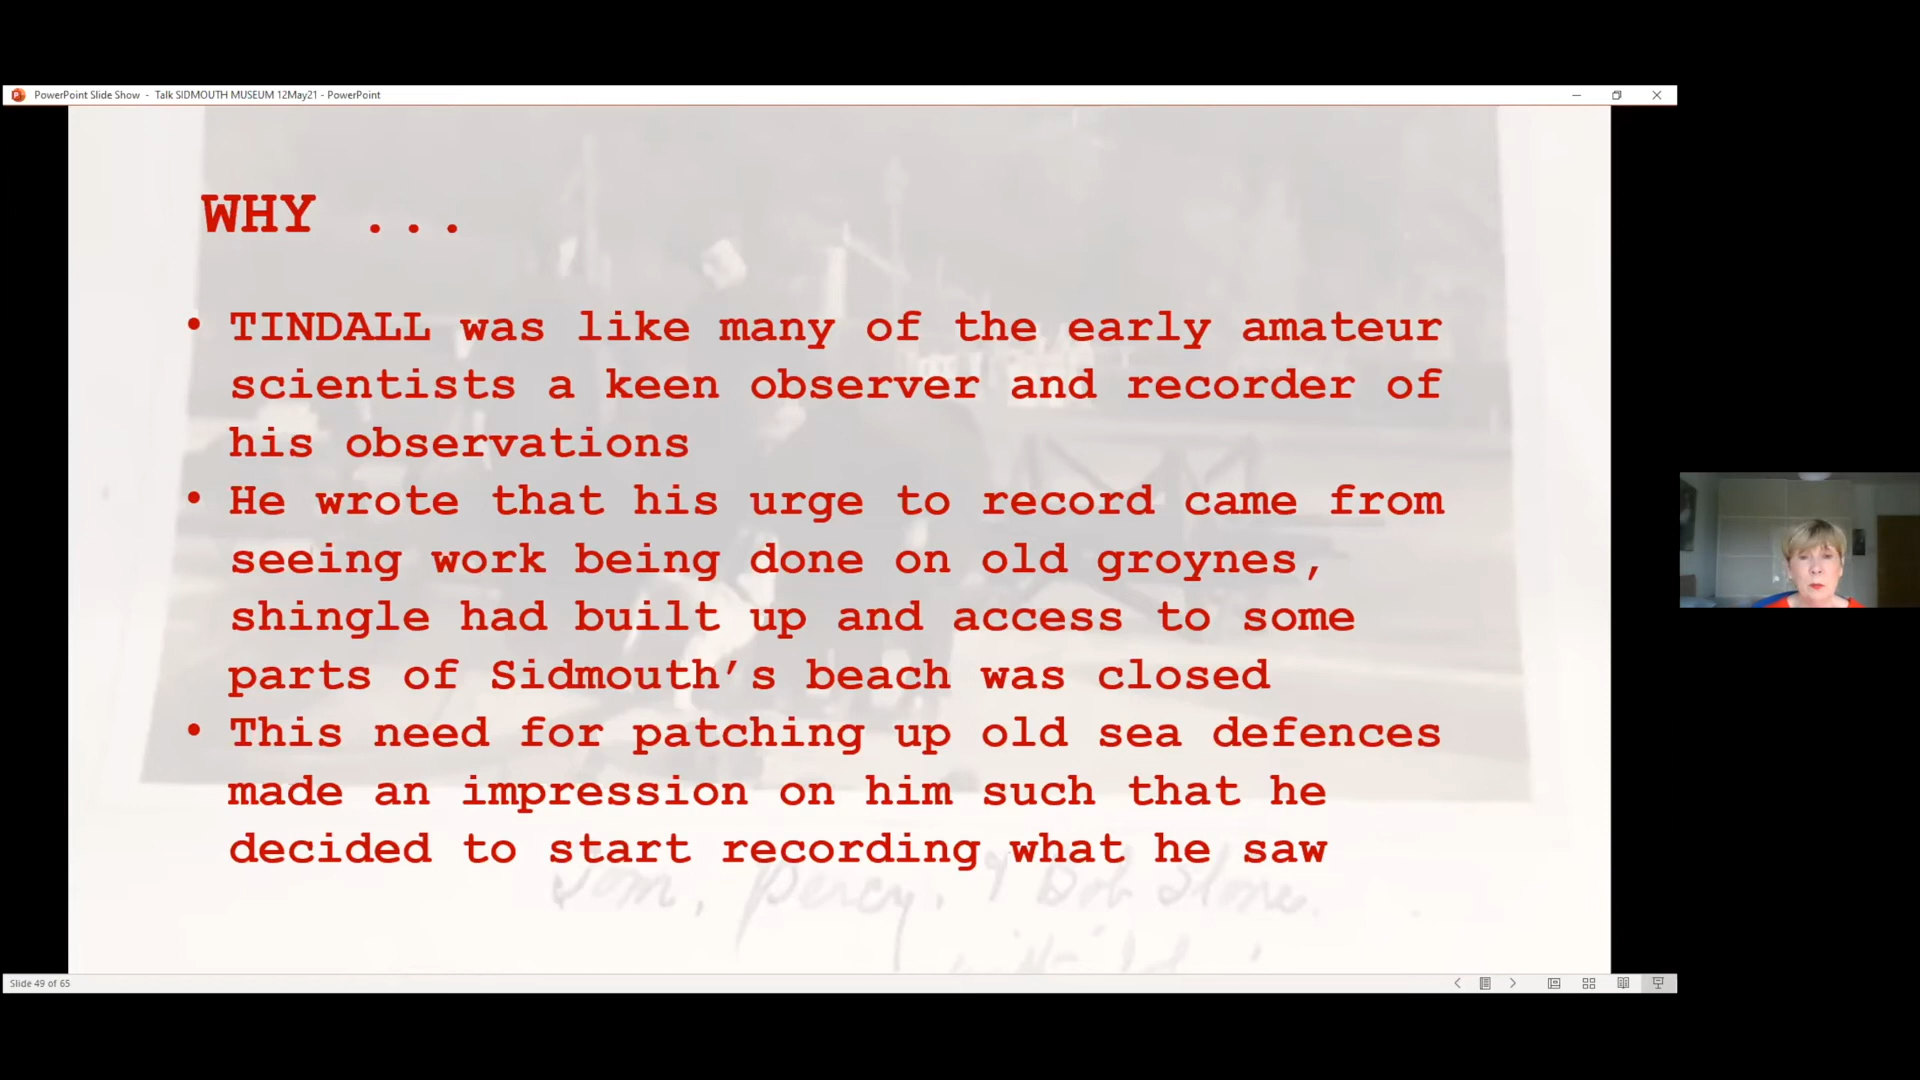 PowerPoint Slide Show - Talk SIDMOUTH MUSEUM 12May21 - PowerPoint
WHY ...
• TINDALL was like many of the early amateur
scientists a keen observer and recorder of
his observations
• He wrote that his urge to record came from
seeing work being done on old groynes,
shingle had built up and access to some
parts of Sidmouth’s beach was closed
• This need for patching up old sea defences
made an impression on him such that he
decided to start recording what he saw
Tom, Percy, & Bob
Slide 49 of 65